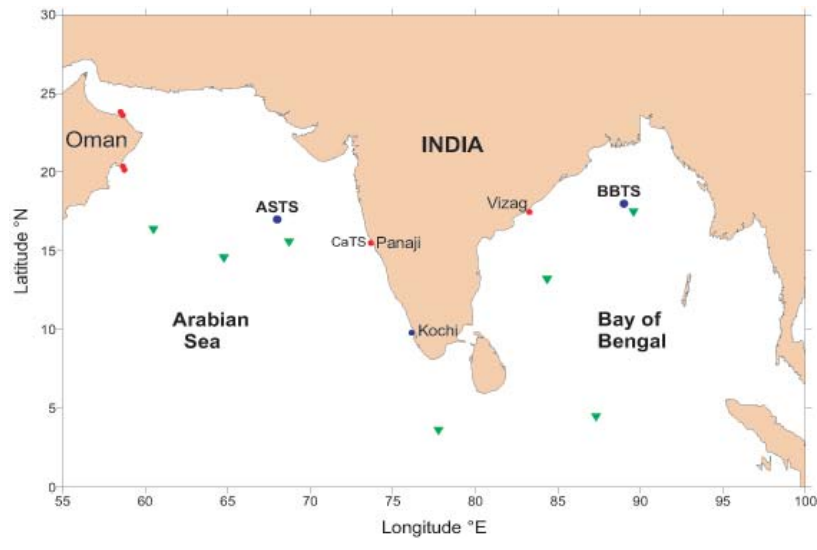 30
25
Oman
INDIA
20
Vizag
BBTS
ASTS
Latitude °N
15
CaTS
Panaji
Arabian
Sea
Bay of
Bengal
10
Kochi
5
0
55
60
65
70
75
80
85
90
95
100
Longitude °E